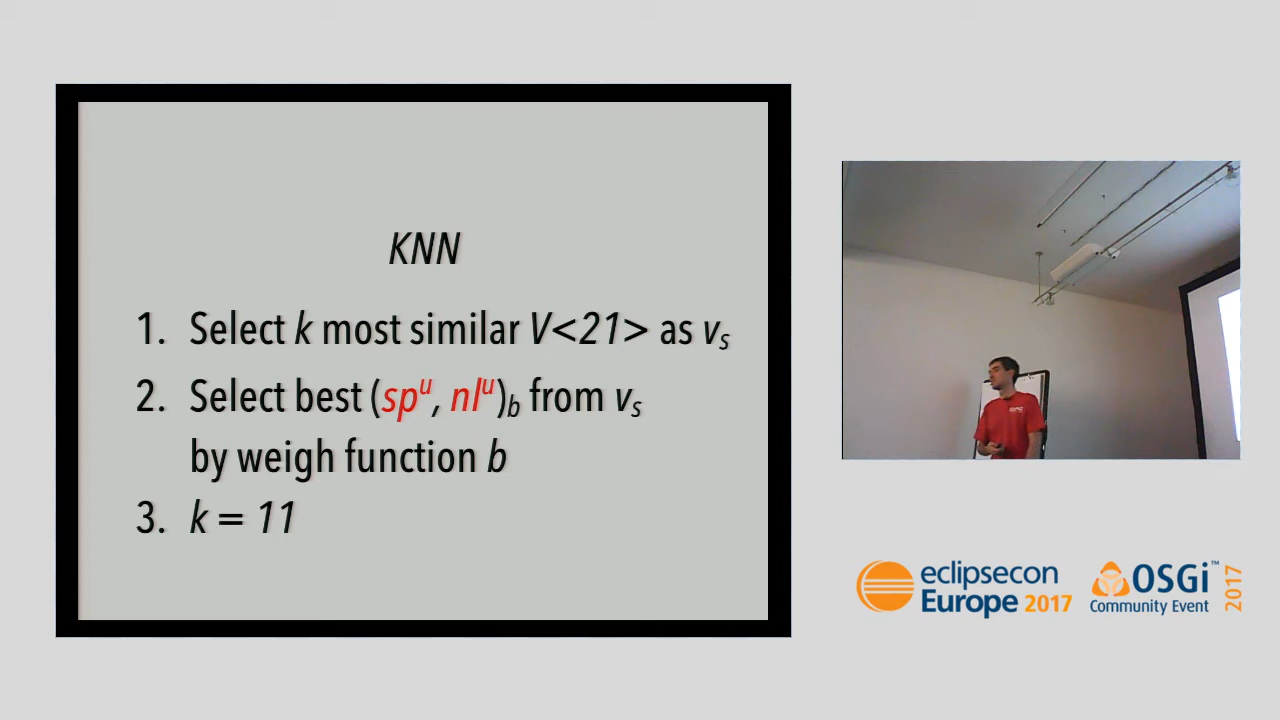 KNN
1. Select k most similar V<21> as vₛ
2. Select best (spᵘ, nlᵘ)b from vₛ
by weigh function b
3. k = 11
eclipsecon
Europe 2017
OSGi™
Community Event
2017